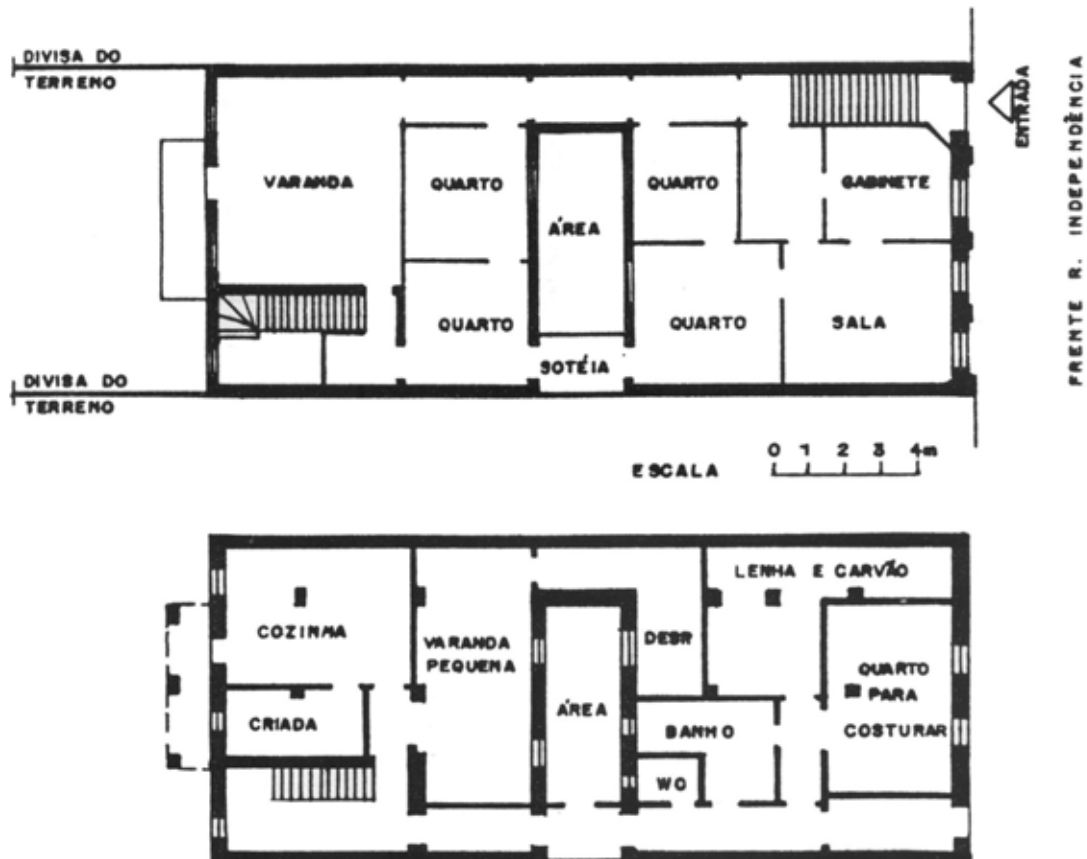 DIVISA DO
TERRENO
VARANDA
QUARTO
ÁREA
QUARTO
GABINETE
ENTRADA
FRENTE R. INDEPENDÊNCIA
QUARTO
QUARTO
SALA
SOTÉIA
DIVISA DO
TERRENO
ESCALA
0 1 2 3 4m
LENHA E CARVÃO
COZINHA
VARANDA
PEQUENA
DEBR
QUARTO
PARA
COSTURAR
CRIADA
ÁREA
BANHO
WO